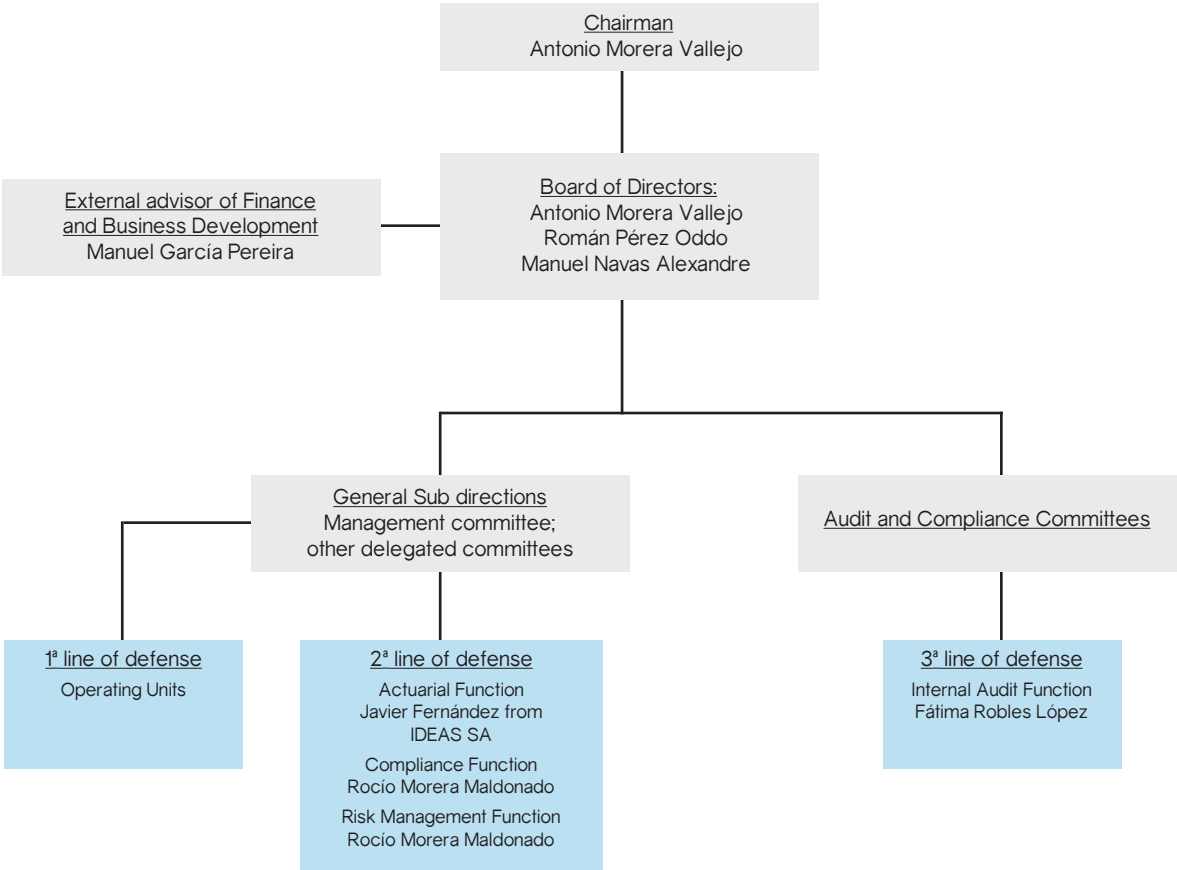 Chairman
Antonio Morera Vallejo
External advisor of Finance
and Business Development
Manuel García Pereira
Board of Directors:
Antonio Morera Vallejo
Román Pérez Oddo
Manuel Navas Alexandre
General Sub directions
Management committee;
other delegated committees
Audit and Compliance Committees
1ª line of defense
Operating Units
2ª line of defense
Actuarial Function
Javier Fernández from
IDEAS SA
Compliance Function
Rocío Morera Maldonado
Risk Management Function
Rocío Morera Maldonado
3ª line of defense
Internal Audit Function
Fátima Robles López